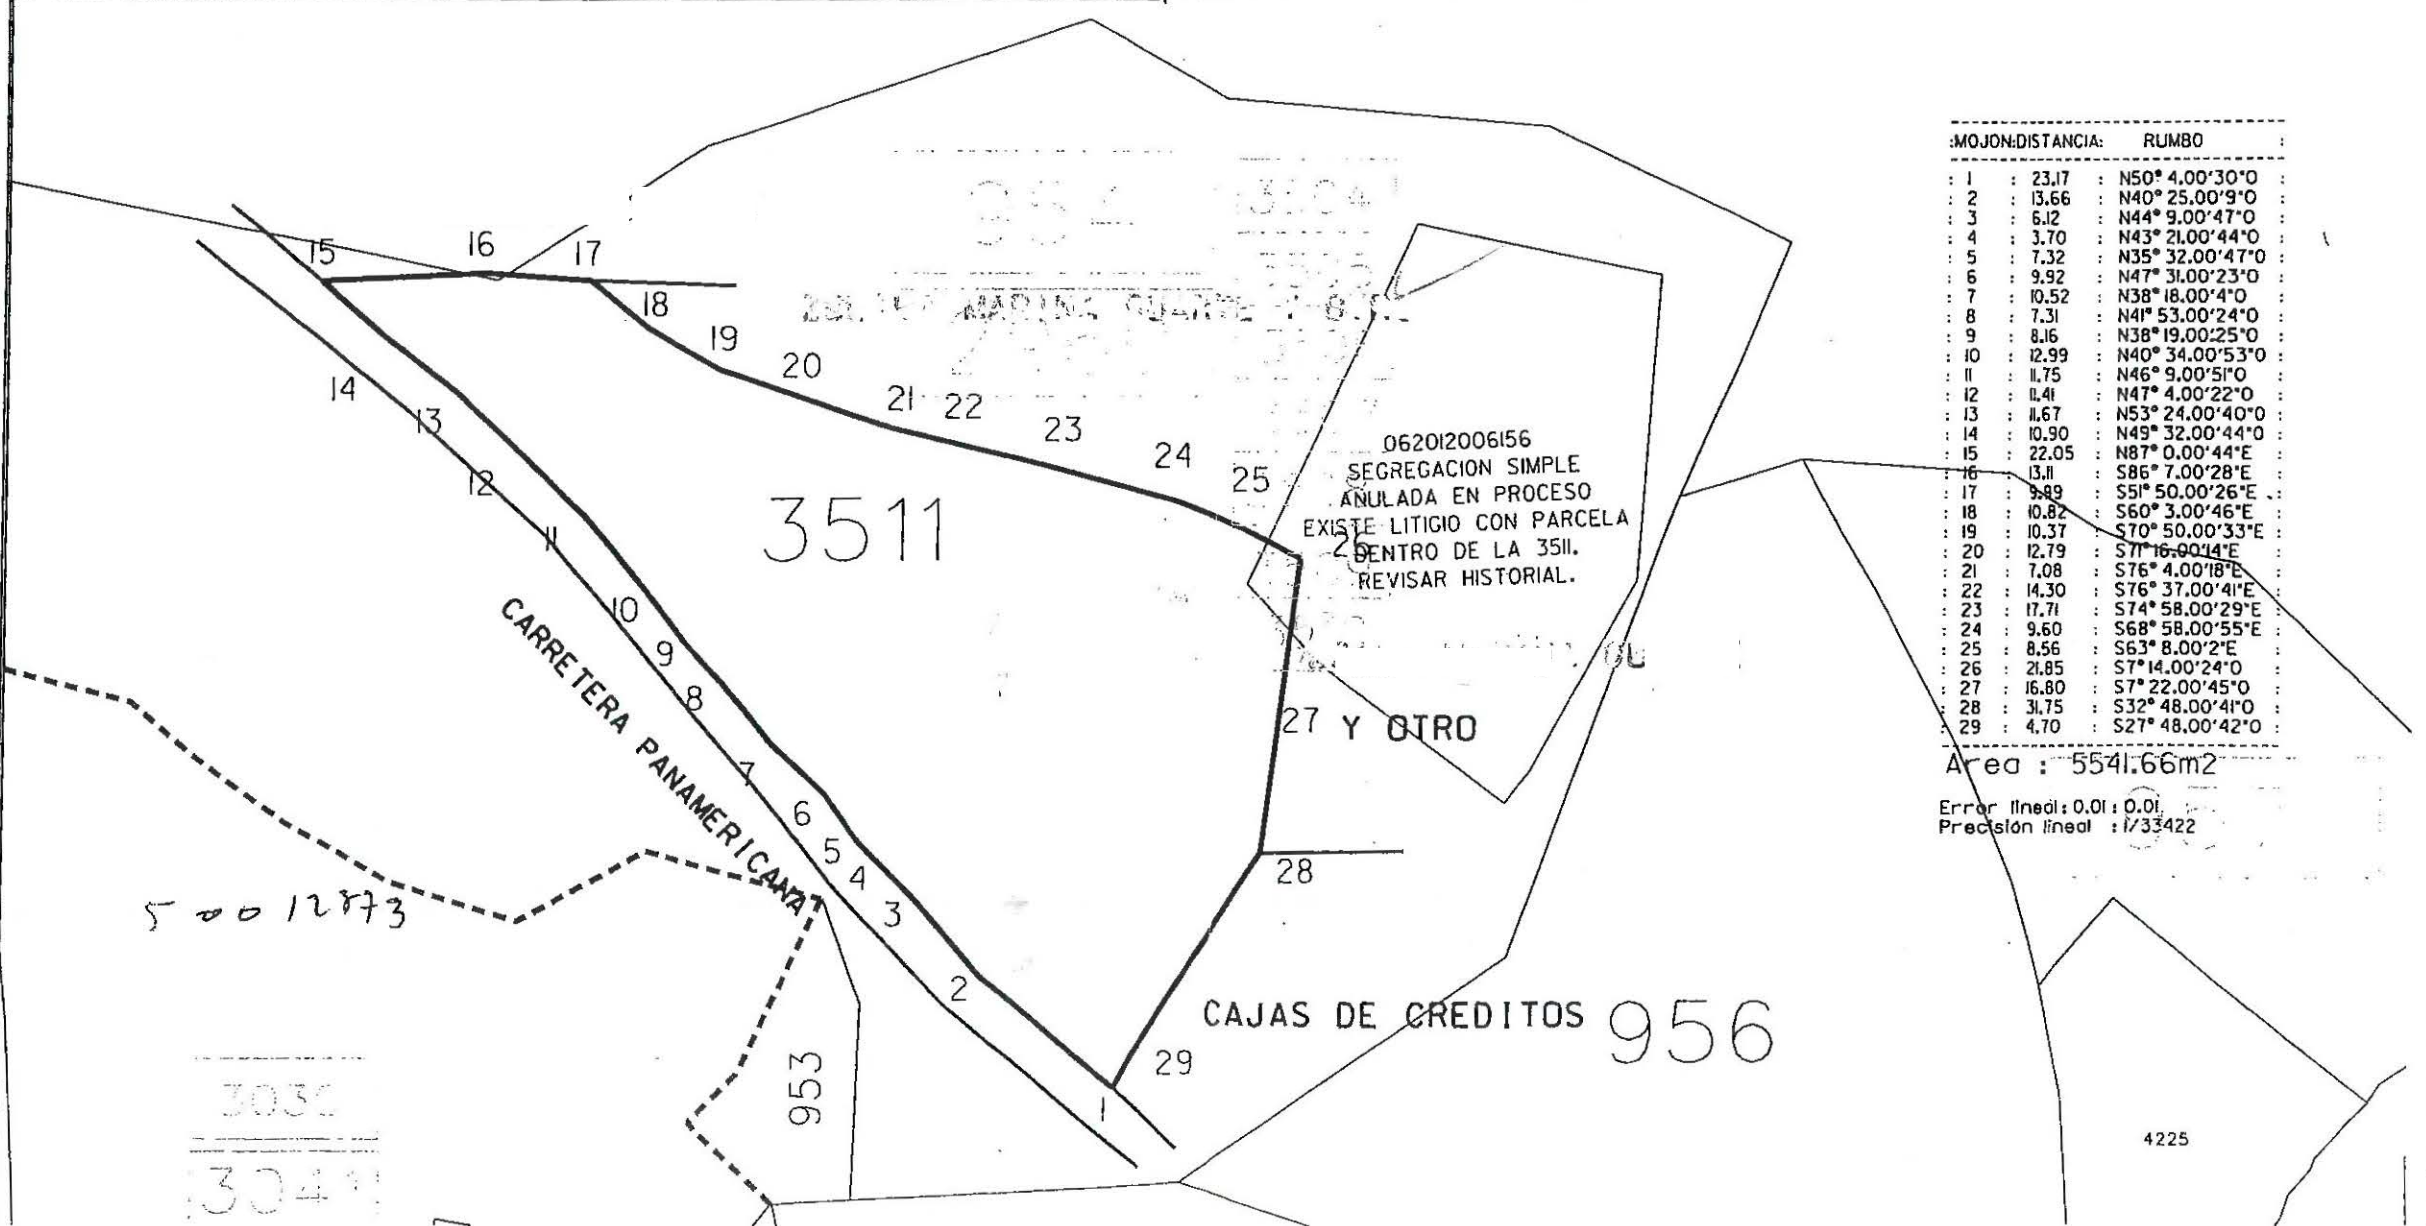 :MOJON:DISTANCIA: RUMBO :
: 1 : 23.17 : N50° 4.00'30"O :
: 2 : 13.66 : N40° 25.00'9"O :
: 3 : 6.12 : N44° 9.00'47"O :
: 4 : 3.70 : N43° 21.00'44"O :
: 5 : 7.32 : N35° 32.00'47"O :
: 6 : 9.92 : N47° 31.00'23"O :
: 7 : 10.52 : N38° 18.00'4"O :
: 8 : 7.31 : N41° 53.00'24"O :
: 9 : 8.16 : N38° 19.00'25"O :
: 10 : 12.99 : N40° 34.00'53"O :
: 11 : 11.75 : N46° 9.00'51"O :
: 12 : 11.41 : N47° 4.00'22"O :
: 13 : 11.67 : N53° 24.00'40"O :
: 14 : 10.90 : N49° 32.00'44"O :
: 15 : 22.05 : N87° 0.00'44"E :
: 16 : 13.11 : S86° 7.00'28"E :
: 17 : 9.89 : S51° 50.00'26"E :
: 18 : 10.82 : S60° 3.00'46"E :
: 19 : 10.37 : S70° 50.00'33"E :
: 20 : 12.79 : S71° 16.00'14"E :
: 21 : 7.08 : S76° 4.00'18"E :
: 22 : 14.30 : S76° 37.00'41"E :
: 23 : 17.71 : S74° 58.00'29"E :
: 24 : 9.60 : S68° 58.00'55"E :
: 25 : 8.56 : S63° 8.00'2"E :
: 26 : 21.85 : S7° 14.00'24"O :
: 27 : 16.80 : S7° 22.00'45"O :
: 28 : 31.75 : S32° 48.00'41"O :
: 29 : 4.70 : S27° 48.00'42"O :
Area : 5541.66m2
Error lineal: 0.01 : 0.01
Precisión lineal : 1/33422
954
3104
15
16
17
18
MARINA DUARTE
19
20
14
21
22
13
23
24
12
25
062012006156
SEGREGACION SIMPLE
ANULADA EN PROCESO
EXISTE LITIGIO CON PARCELA
DENTRO DE LA 3511.
REVISAR HISTORIAL.
3511
11
26
10
9
8
CARRETERA PANAMERICANA
27
Y OTRO
7
6
5
4
28
3
50012873
2
CAJAS DE CREDITOS
956
29
953
1
3041
4225